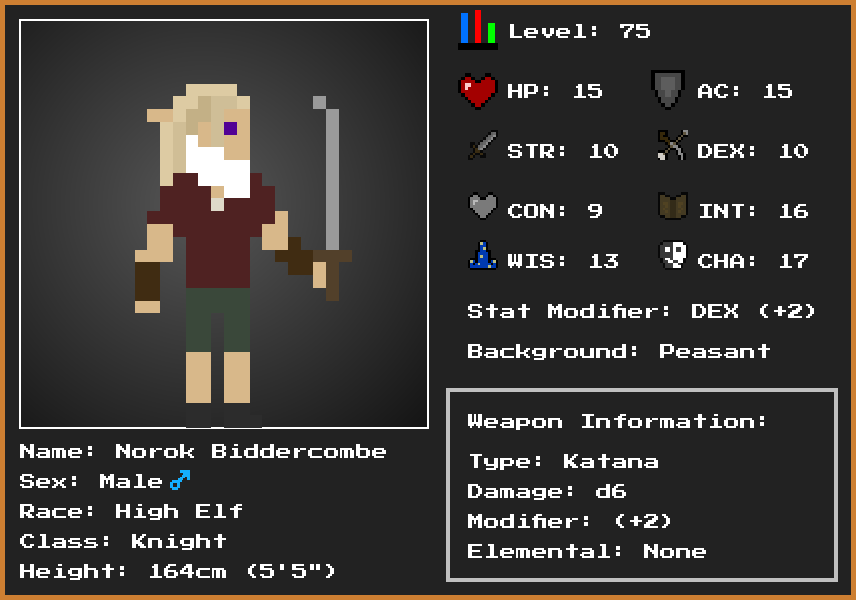 Level: 75
HP: 15
AC: 15
STR: 10
DEX: 10
CON: 9
INT: 16
WIS: 13
CHA: 17
Stat Modifier: DEX (+2)
Background: Peasant
Weapon Information:
Type: Katana
Damage: d6
Modifier: (+2)
Elemental: None
Name: Norok Biddercombe
Sex: Male♂
Race: High Elf
Class: Knight
Height: 164cm (5'5")